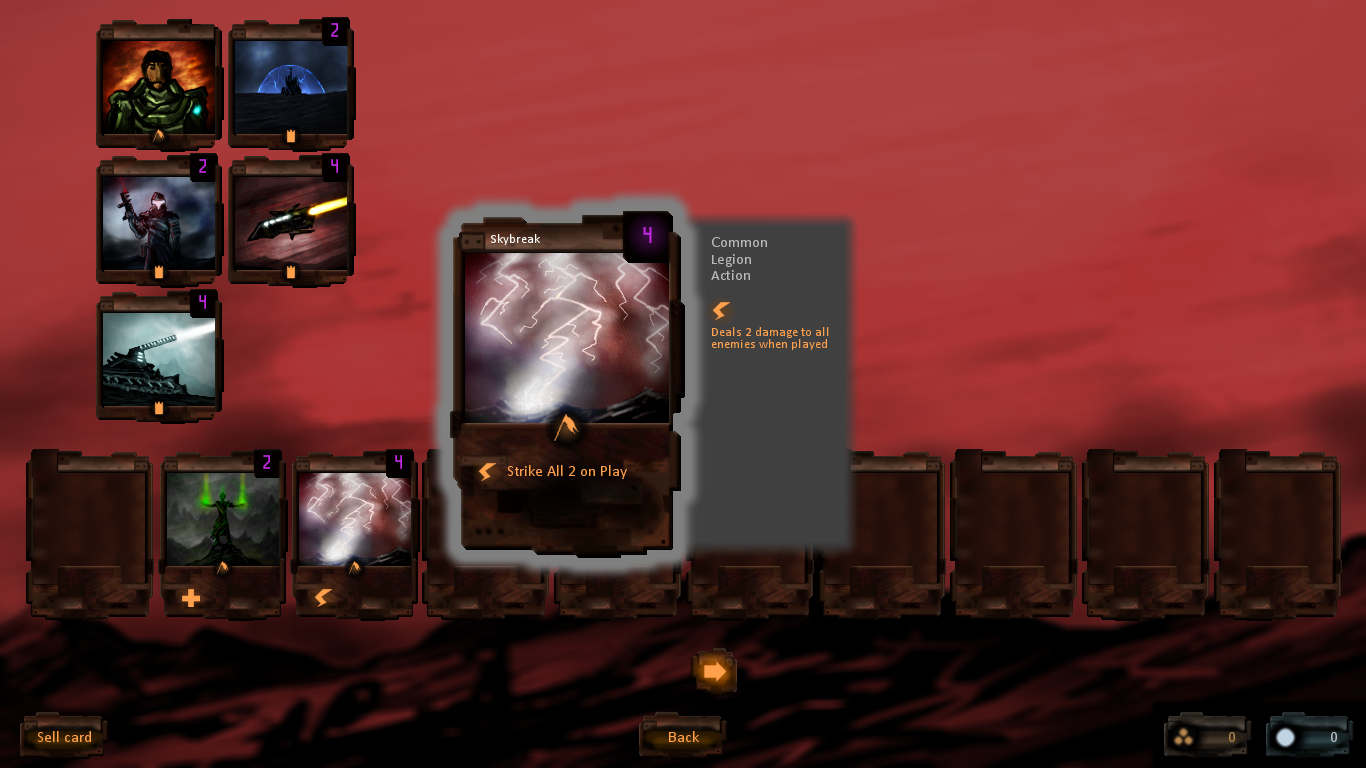 2
2
4
4
Skybreak
4
Common
Legion
Action
Deals 2 damage to all
enemies when played
Strike All 2 on Play
2
4
Sell card
Back
0
0